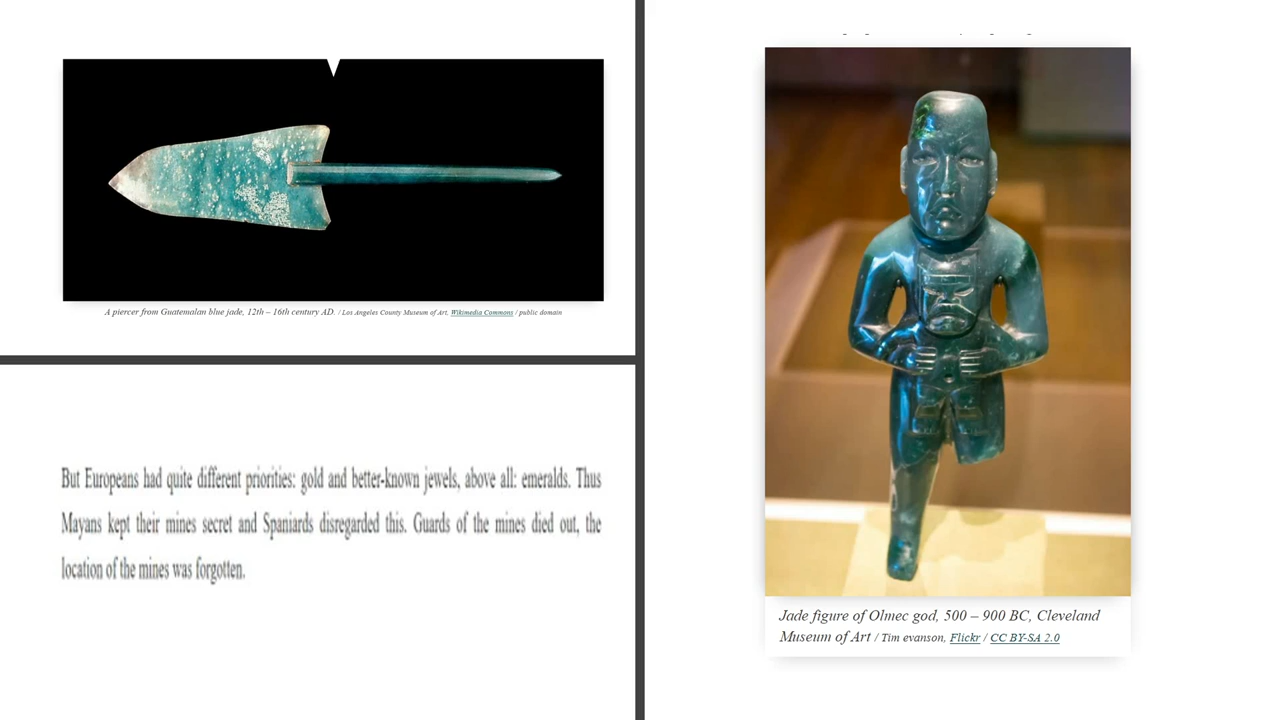 A piercer from Guatemalan blue jade, 12th – 16th century AD. / Los Angeles County Museum of Art, Wikimedia Commons / public domain
But Europeans had quite different priorities: gold and better-known jewels, above all: emeralds. Thus
Mayans kept their mines secret and Spaniards disregarded this. Guards of the mines died out, the
location of the mines was forgotten.
Jade figure of Olmec god, 500 – 900 BC, Cleveland
Museum of Art / Tim evanson, Flickr / CC BY-SA 2.0